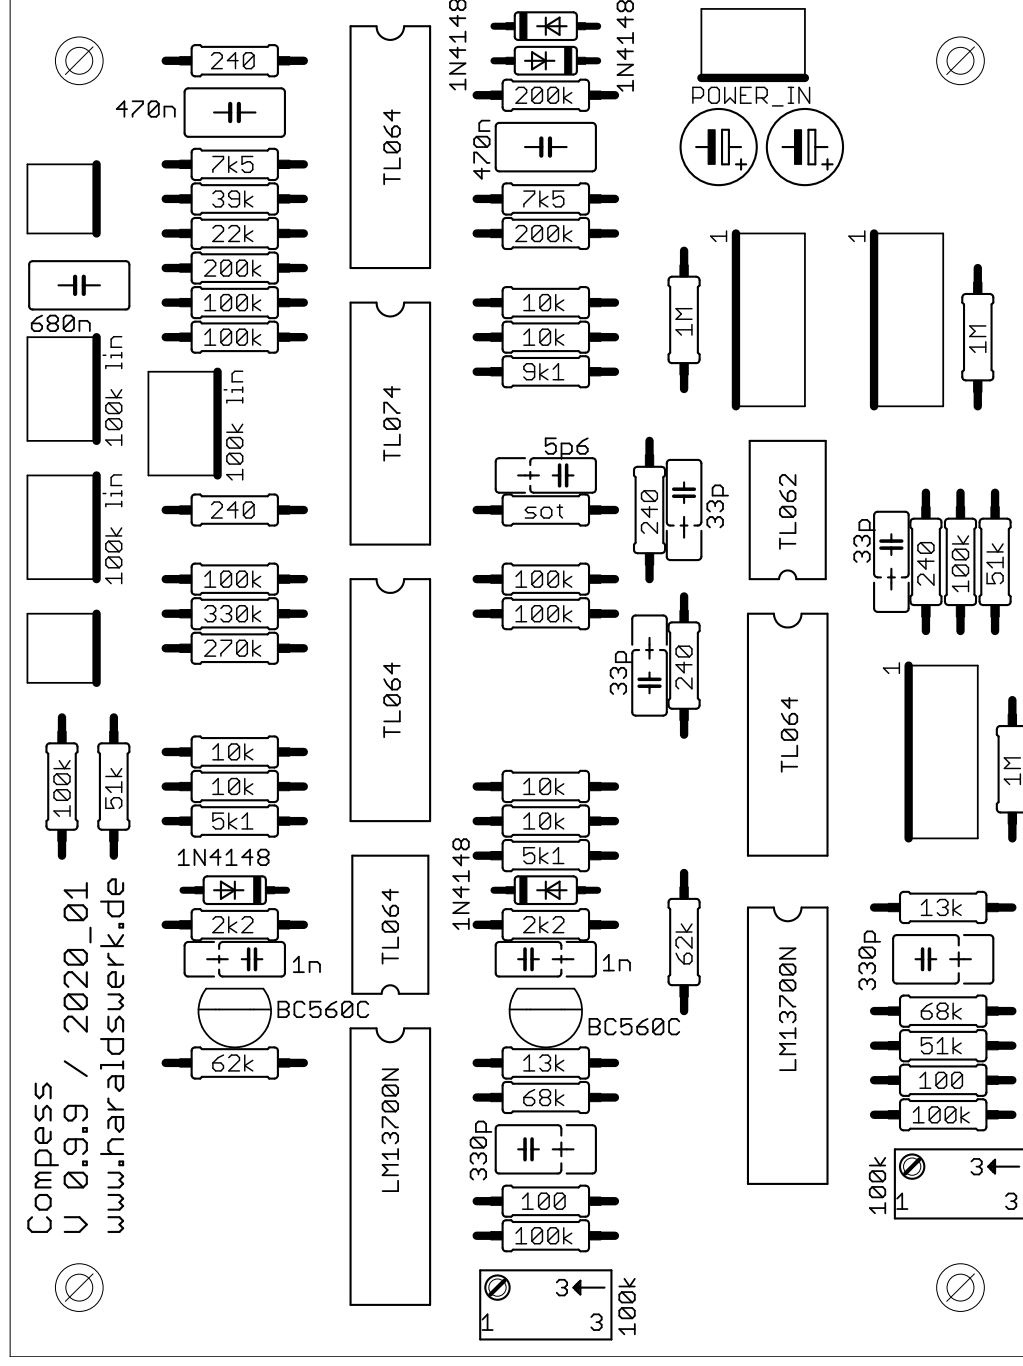 240
470n
7k5
39k
22k
200k
100k
100k
680n
100k lin
100k lin
100k lin
240
100k
330k
270k
100k
51k
10k
10k
5k1
1N4148
2k2
1n
BC560C
62k
Compess
V 0.9.9 / 2020_01
www.haraldswerk.de
TL064
TL074
TL064
TL064
LM13700N
1N4148
1N4148
200k
470n
7k5
200k
10k
10k
9k1
5p6
sot
100k
100k
10k
10k
5k1
1N4148
2k2
1n
BC560C
13k
68k
330p
100
100k
3
1
3
100k
POWER_IN
+
+
1
1
1M
1M
240
33p
TL062
33p
240
100k
51k
33p
240
TL064
1
1M
62k
LM13700N
13k
330p
68k
51k
100
100k
100k
3
1
3